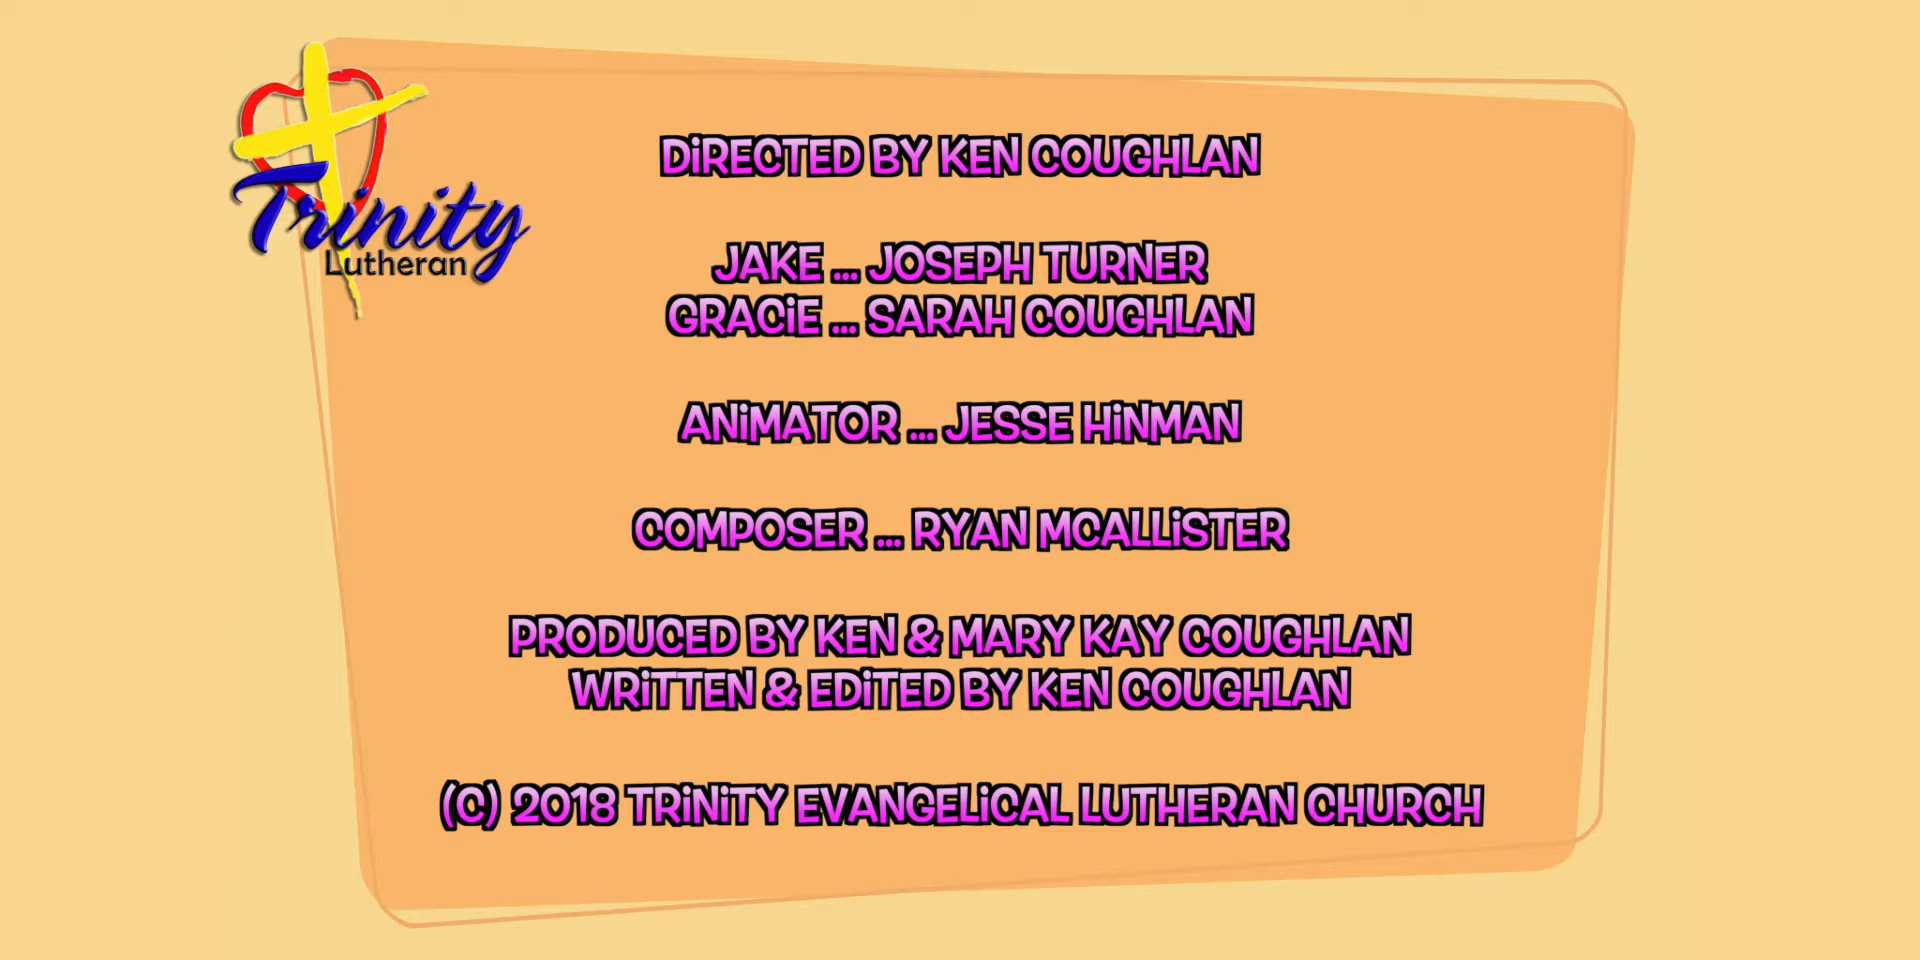 Trinity
Lutheran
DiRECTED BY KEN COUGHLAN
JAKE ... JOSEPH TURNER
GRACiE ... SARAH COUGHLAN
ANiMATOR ... JESSE HiNMAN
COMPOSER ... RYAN MCALLiSTER
PRODUCED BY KEN & MARY KAY COUGHLAN
WRiTTEN & EDiTED BY KEN COUGHLAN
(C) 2018 TRiNiTY EVANGELiCAL LUTHERAN CHURCH